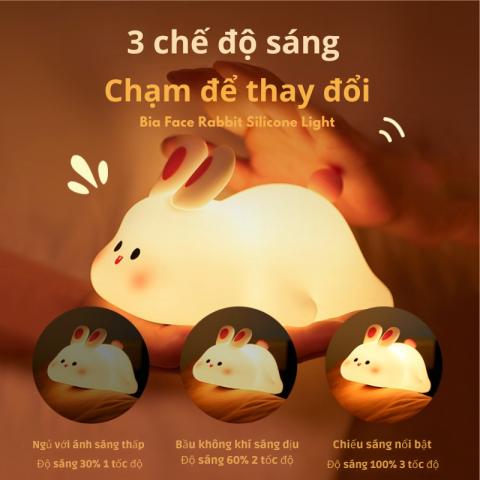 3 chế độ sáng
Chạm để thay đổi
Bia Face Rabbit Silicone Light
Ngủ với ánh sáng thấp
Độ sáng 30% 1 tốc độ
Bầu không khí sáng dịu
Độ sáng 60% 2 tốc độ
Chiếu sáng nổi bật
Độ sáng 100% 3 tốc độ